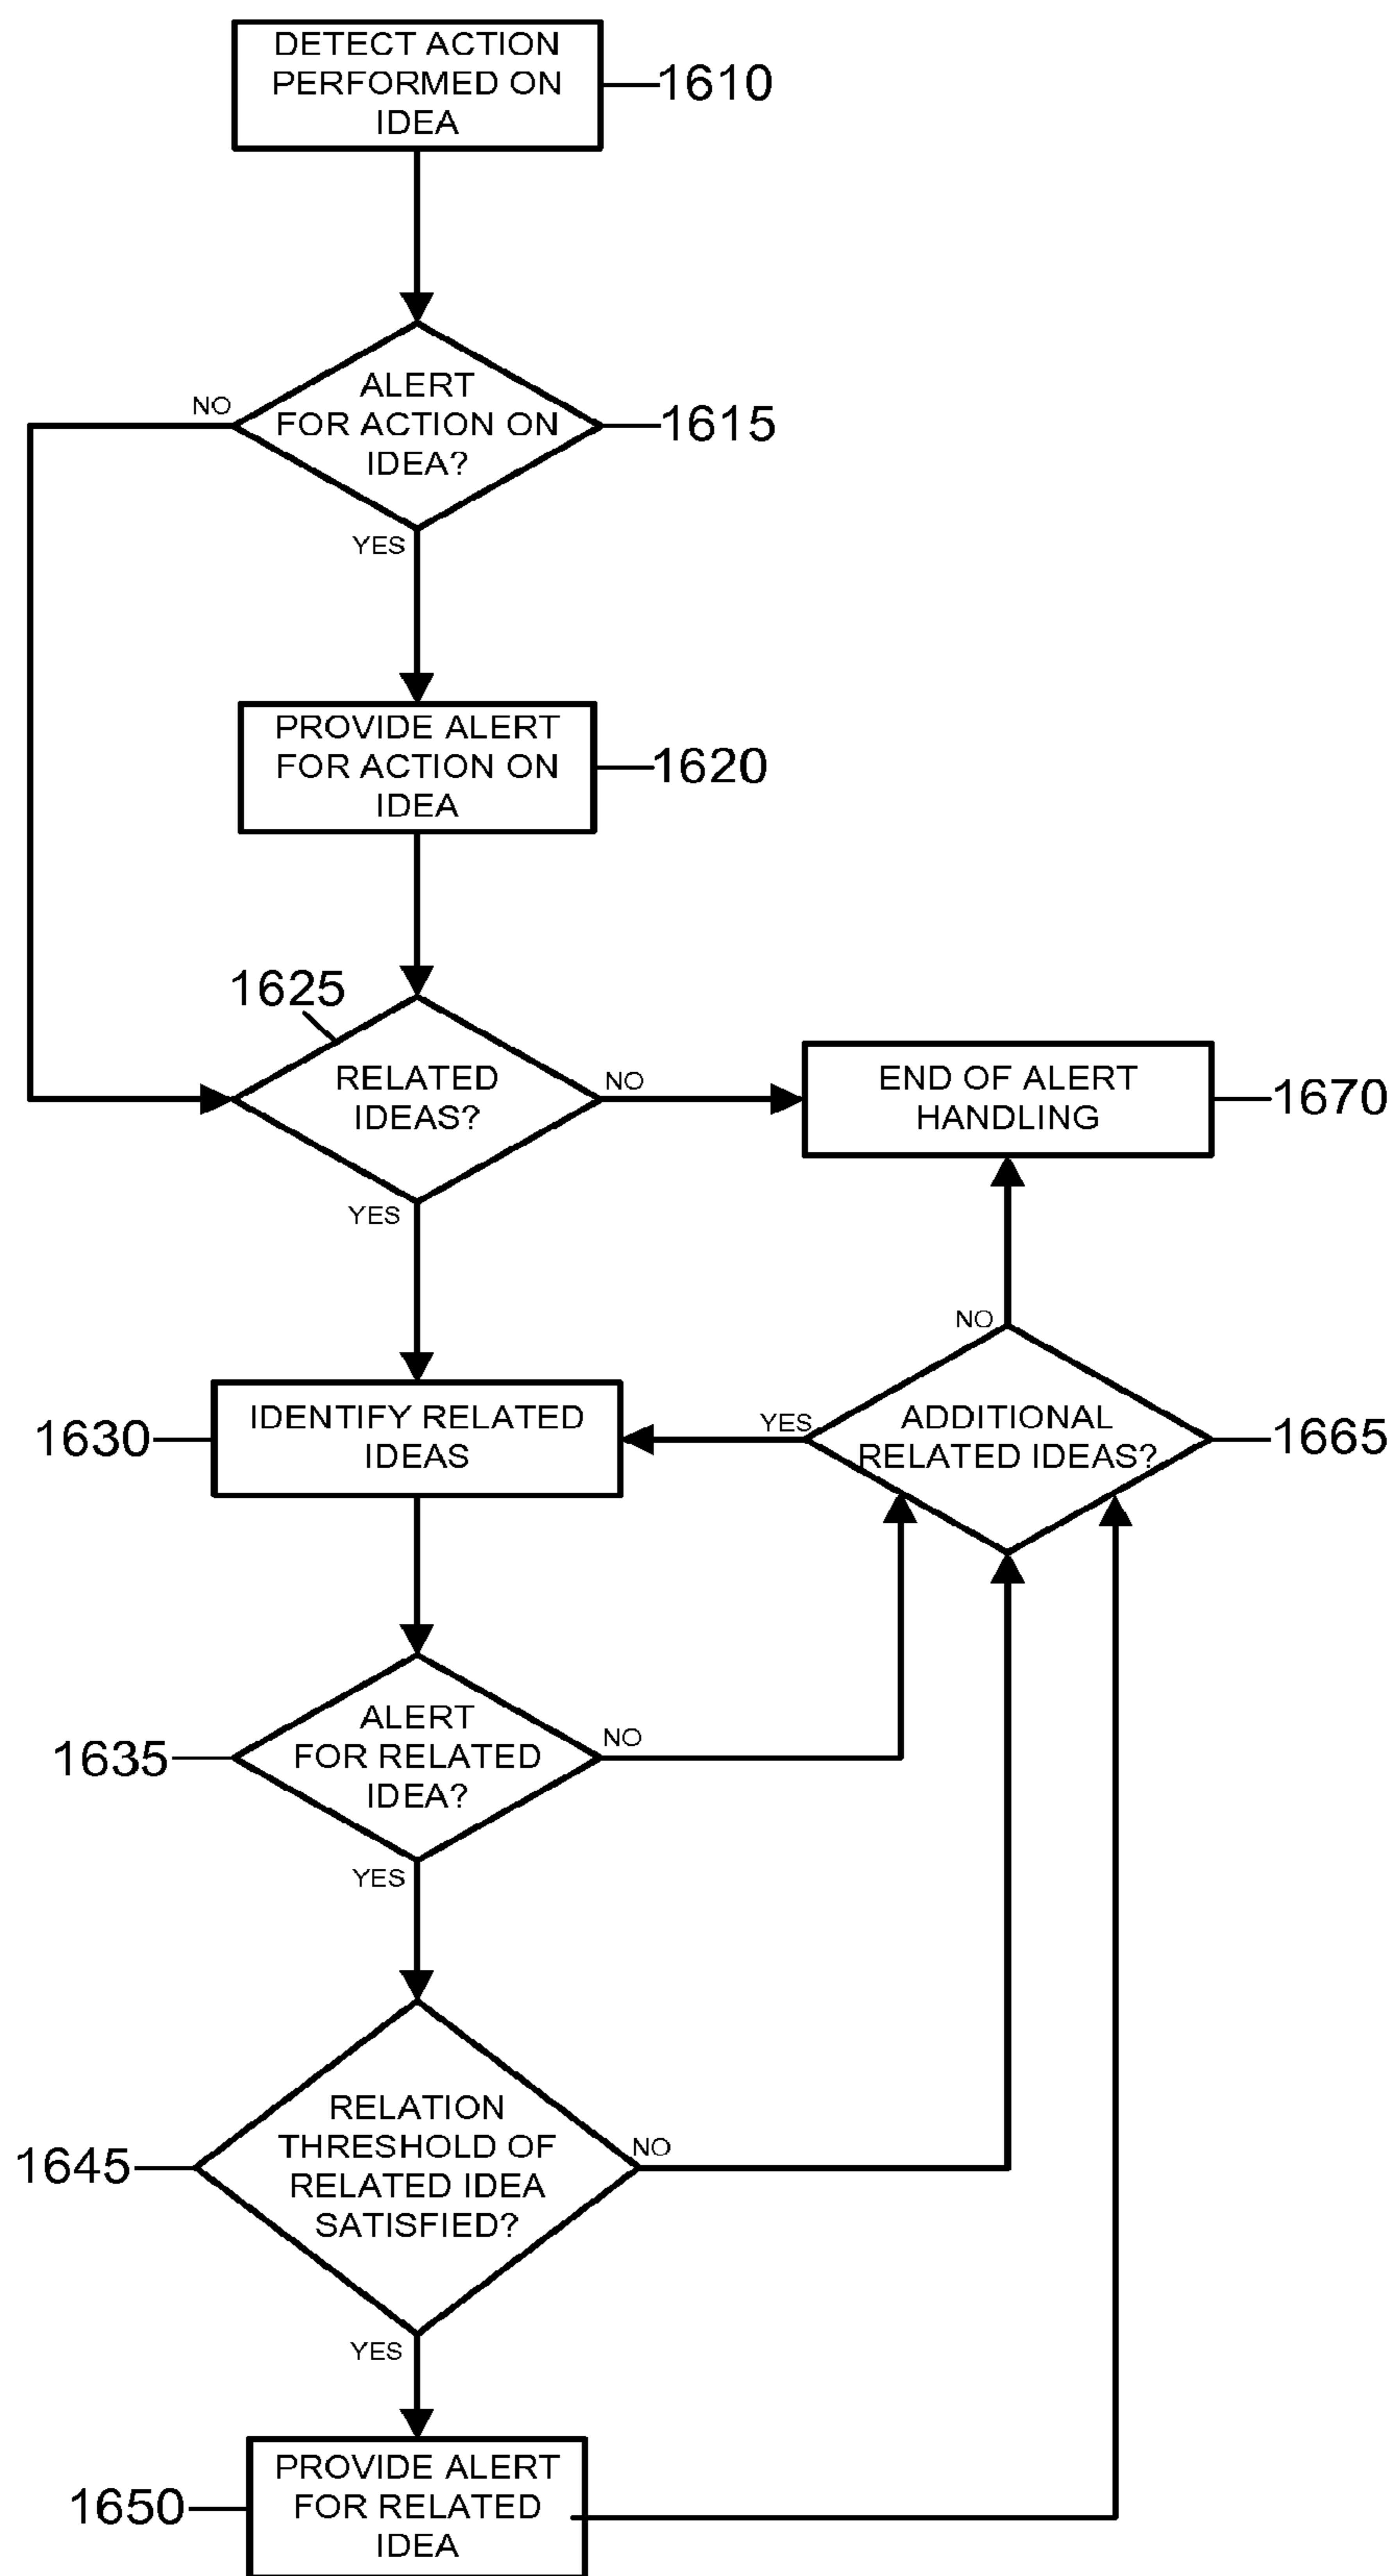 DETECT ACTION
PERFORMED ON
IDEA
1610
ALERT
FOR ACTION ON
IDEA?
1615
NO
YES
PROVIDE ALERT
FOR ACTION ON
IDEA
1620
1625
RELATED
IDEAS?
NO
YES
END OF ALERT
HANDLING
1670
IDENTIFY RELATED
IDEAS
1630
NO
YES
ADDITIONAL
RELATED IDEAS?
1665
ALERT
FOR RELATED
IDEA?
1635
NO
YES
RELATION
THRESHOLD OF
RELATED IDEA
SATISFIED?
1645
NO
YES
PROVIDE ALERT
FOR RELATED
IDEA
1650